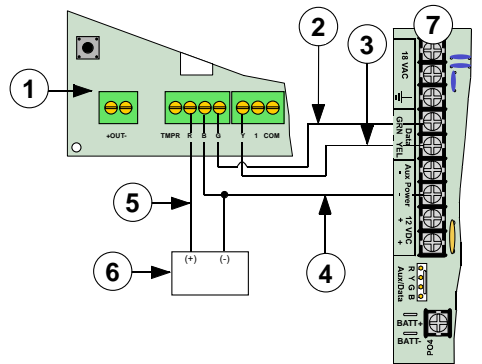 1
2
3
4
5
6
7
+OUT-
TMPR R B G Y 1 COM
(+) (-)
18 VAC
GRN Data YEL
- Aux Power -
+ 12 VDC +
R Y G B
Aux/Data
BATT+
BATT-
PO4